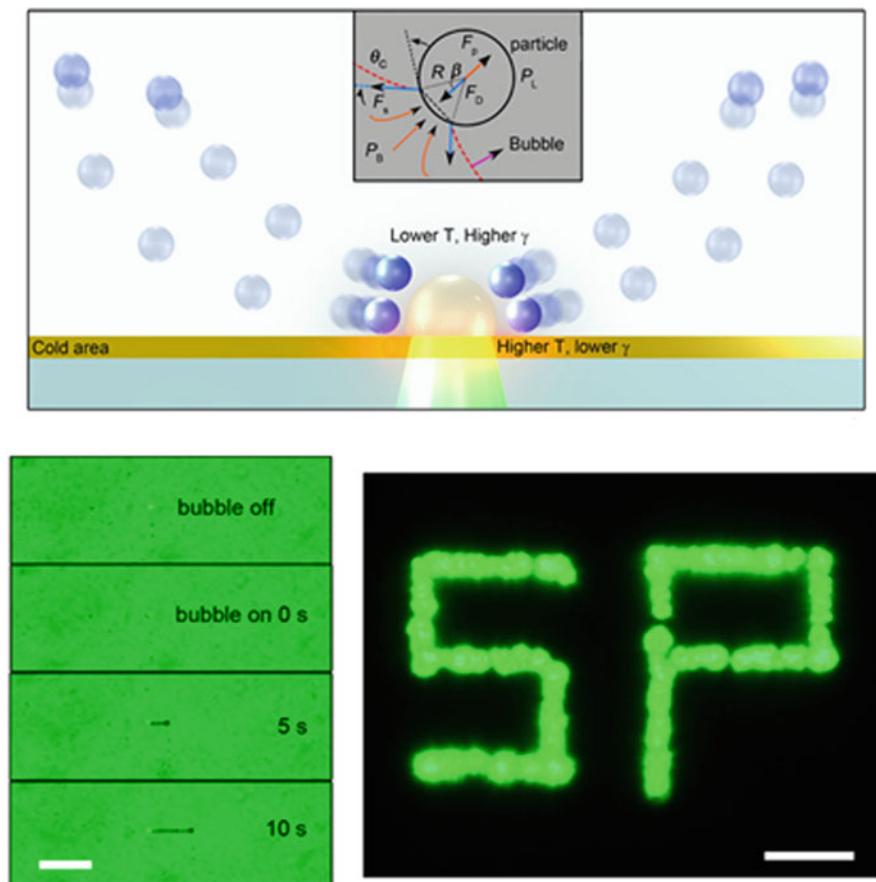 θC
Fp
particle
R β
PL
Fs
FD
PB
Bubble
Lower T, Higher γ
Cold area
Higher T, lower γ
bubble off
bubble on 0 s
5 s
10 s
SP